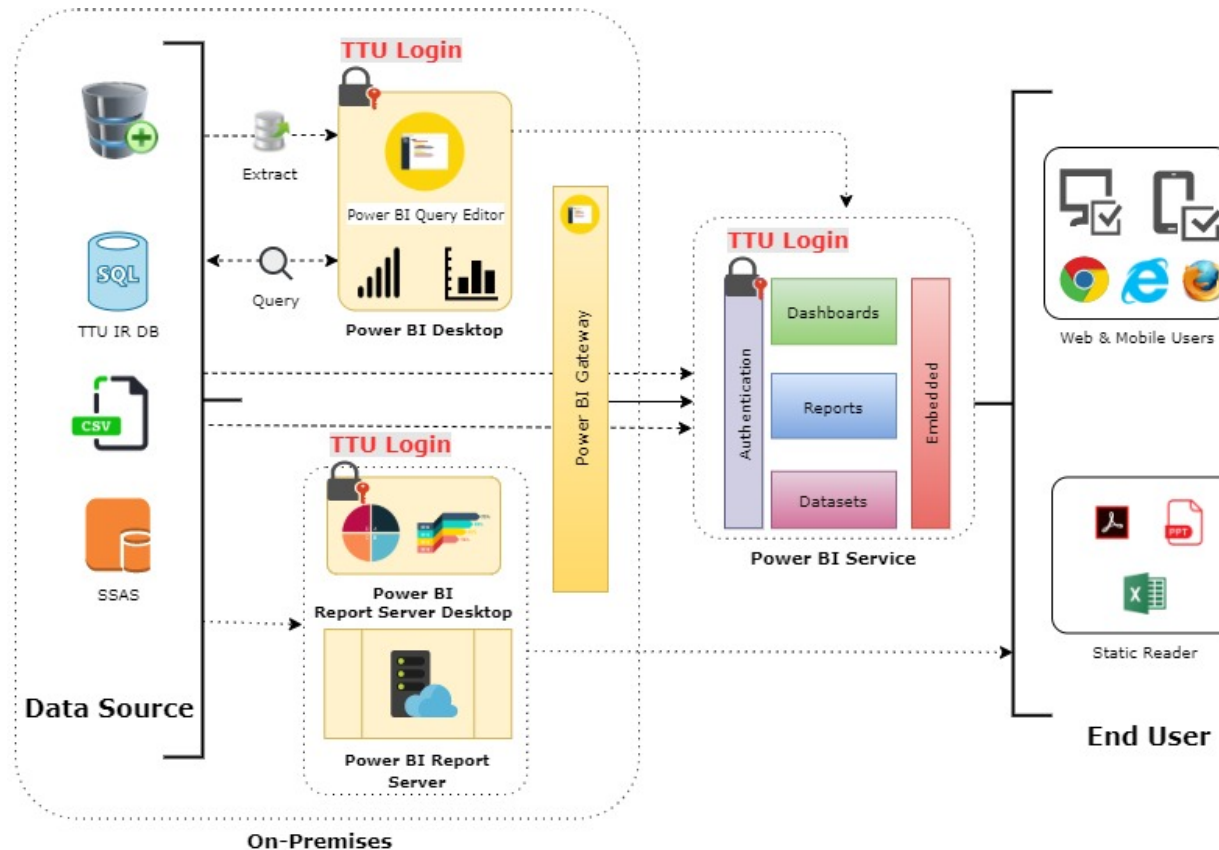 TTU Login
Extract
Power BI Query Editor
Query
Power BI Desktop
SQL
TTU IR DB
CSV
SSAS
Data Source
TTU Login
Power BI
Report Server Desktop
Power BI Report
Server
On-Premises
Power BI Gateway
TTU Login
Authentication
Dashboards
Reports
Datasets
Embedded
Power BI Service
Web & Mobile Users
PPT
X
Static Reader
End User